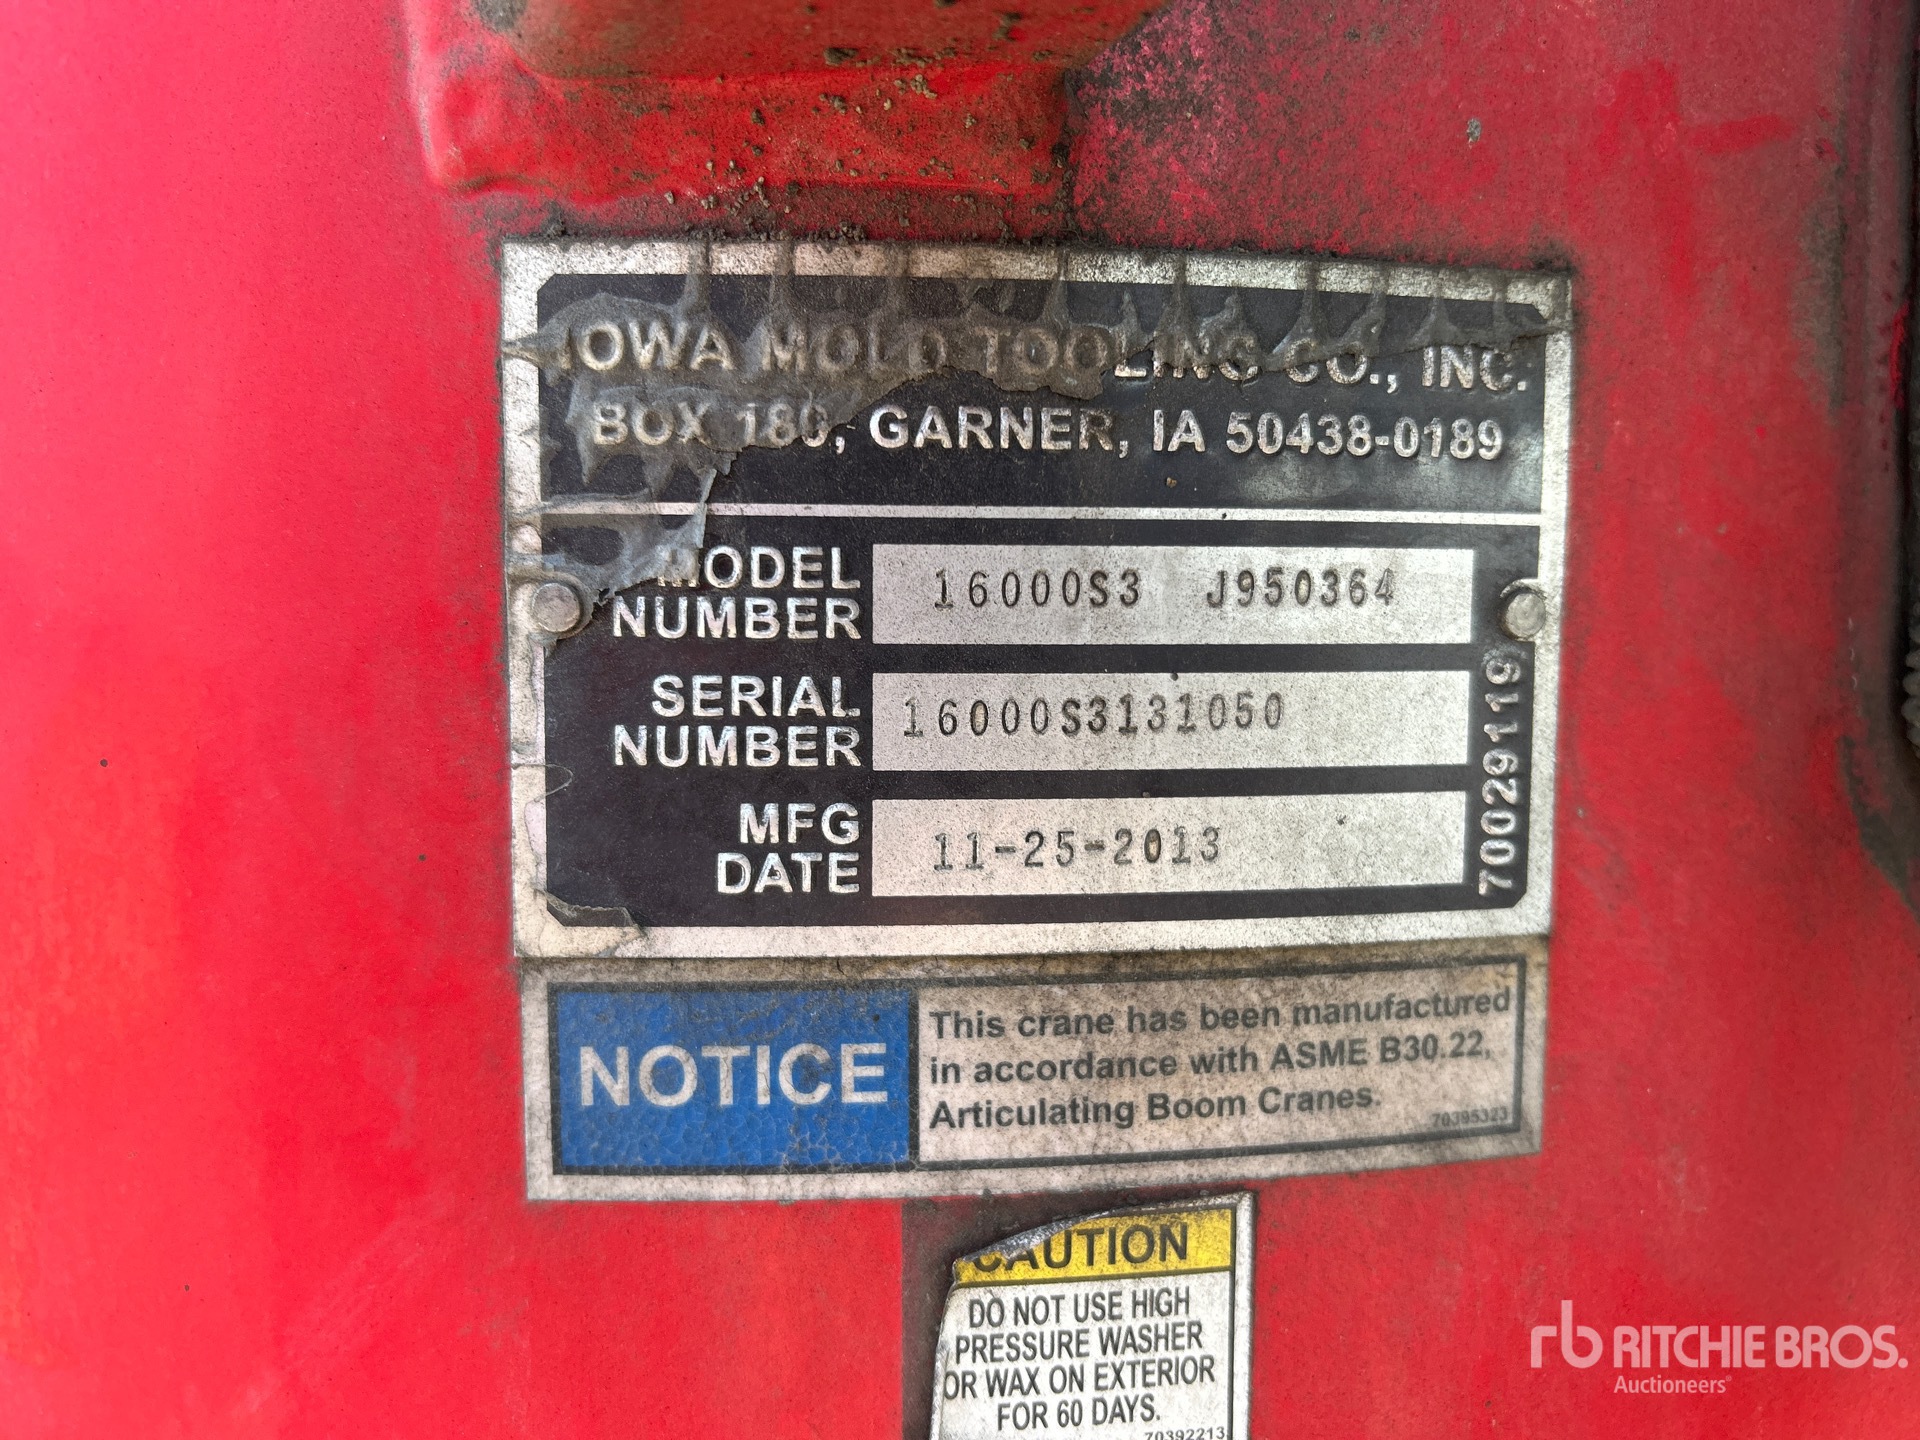 IOWA MOLD TOOLING CO., INC.
BOX 189, GARNER, IA 50438-0189
MODEL NUMBER
16000S3 J950364
SERIAL NUMBER
16000S3131050
MFG DATE
11-25-2013
70029119
NOTICE
This crane has been manufactured
in accordance with ASME B30.22,
Articulating Boom Cranes.
70395323
CAUTION
DO NOT USE HIGH
PRESSURE WASHER
OR WAX ON EXTERIOR
FOR 60 DAYS.
70392213
rb RITCHIE BROS.
Auctioneers